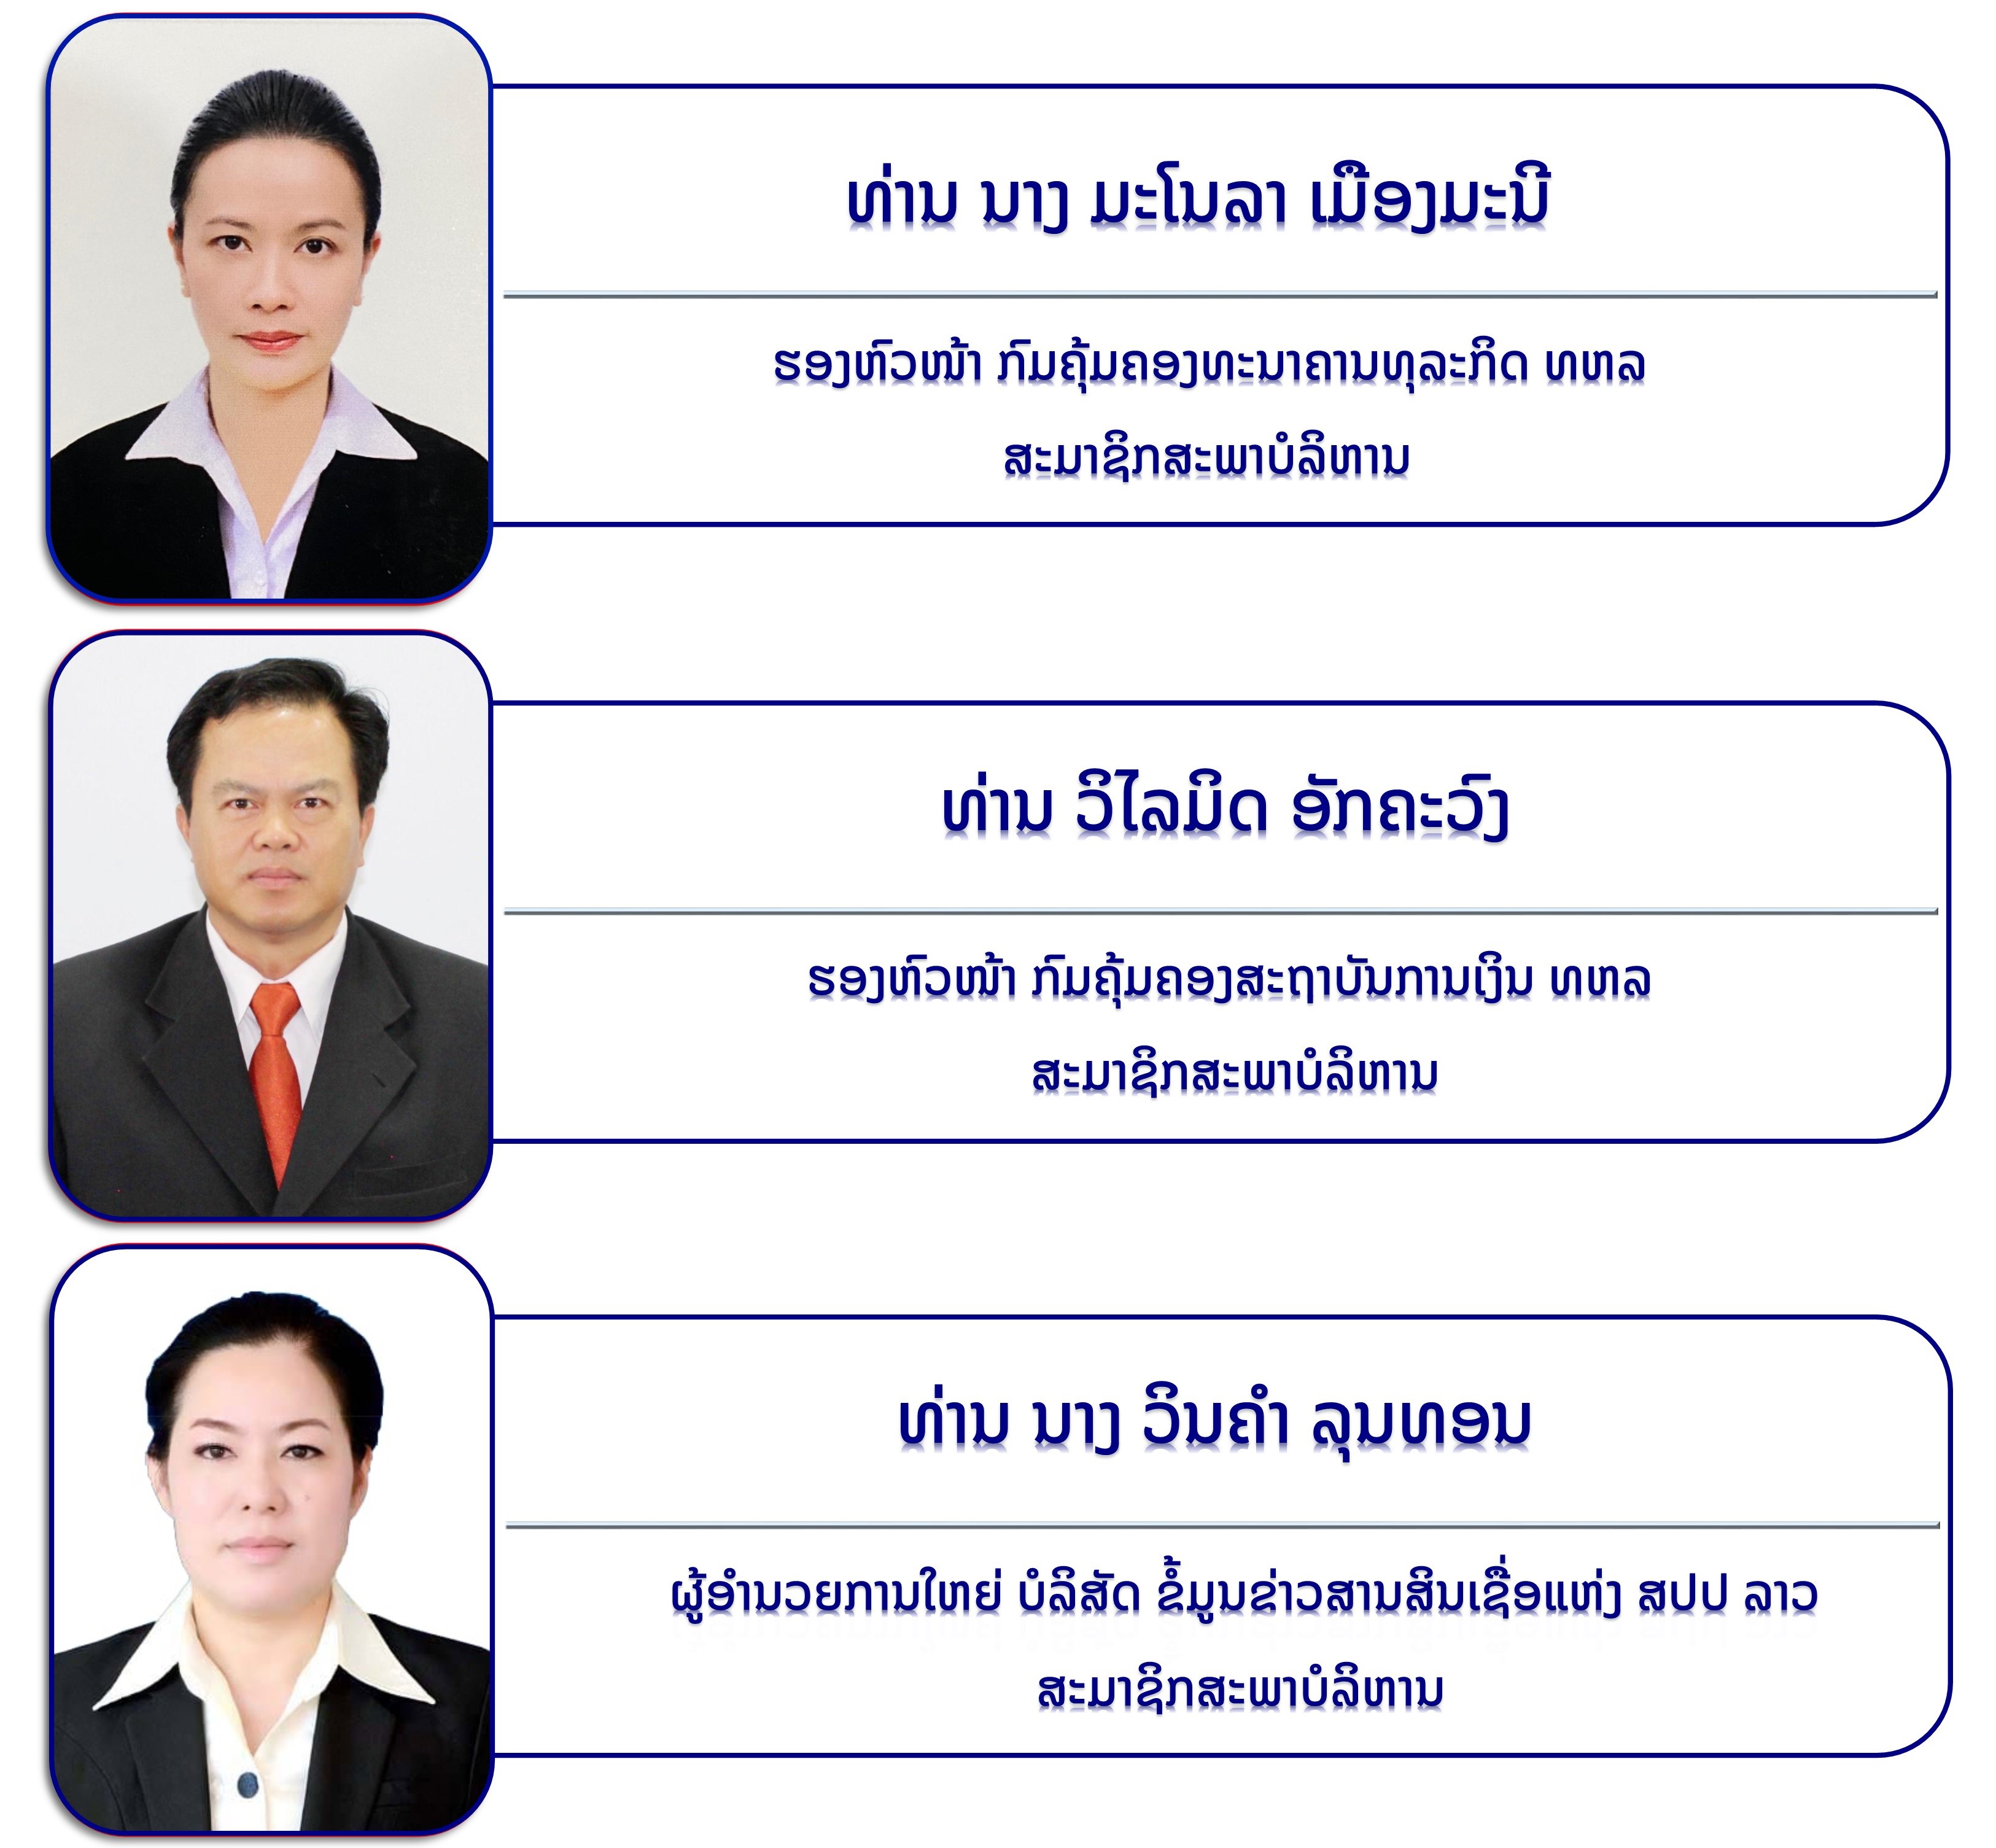 ທ່ານ ນາງ ມະໂນລາ ເມືອງມະນີ
ຮອງຫົວໜ້າ ກົມຄຸ້ມຄອງທະນາຄານທຸລະກິດ ທຫລ
ສະມາຊິກສະພາບໍລິຫານ
ທ່ານ ວິໄລມິດ ອັກຄະວົງ
ຮອງຫົວໜ້າ ກົມຄຸ້ມຄອງສະຖາບັນການເງິນ ທຫລ
ສະມາຊິກສະພາບໍລິຫານ
ທ່ານ ນາງ ວິນຄຳ ລຸນທອນ
ຜູ້ອຳນວຍການໃຫຍ່ ບໍລິສັດ ຂໍ້ມູນຂ່າວສານສິນເຊື່ອແຫ່ງ ສປປ ລາວ
ສະມາຊິກສະພາບໍລິຫານ